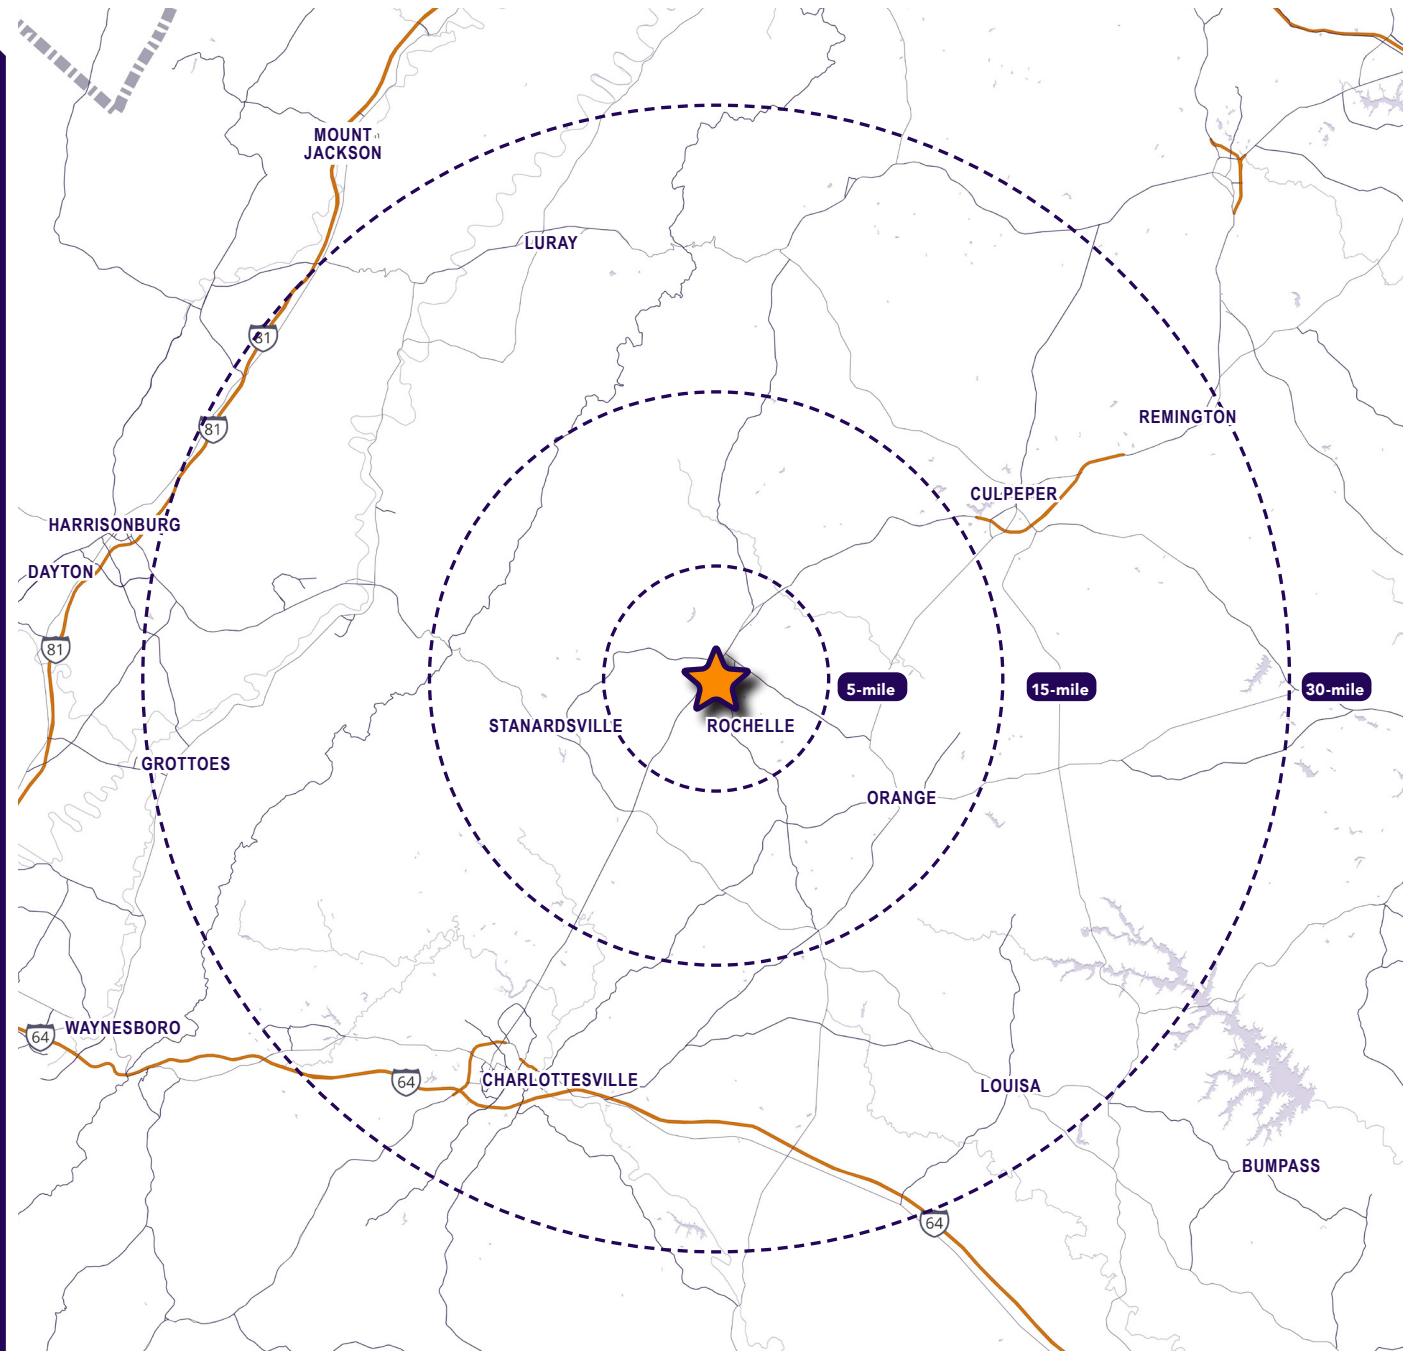 MOUNT
JACKSON
LURAY
81
81
REMINGTON
CULPEPER
HARRISONBURG
DAYTON
81
5-mile
15-mile
30-mile
STANARDSVILLE
ROCHELLE
GROTTOES
ORANGE
WAYNESBORO
64
64
CHARLOTTESVILLE
LOUISA
BUMPASS
64